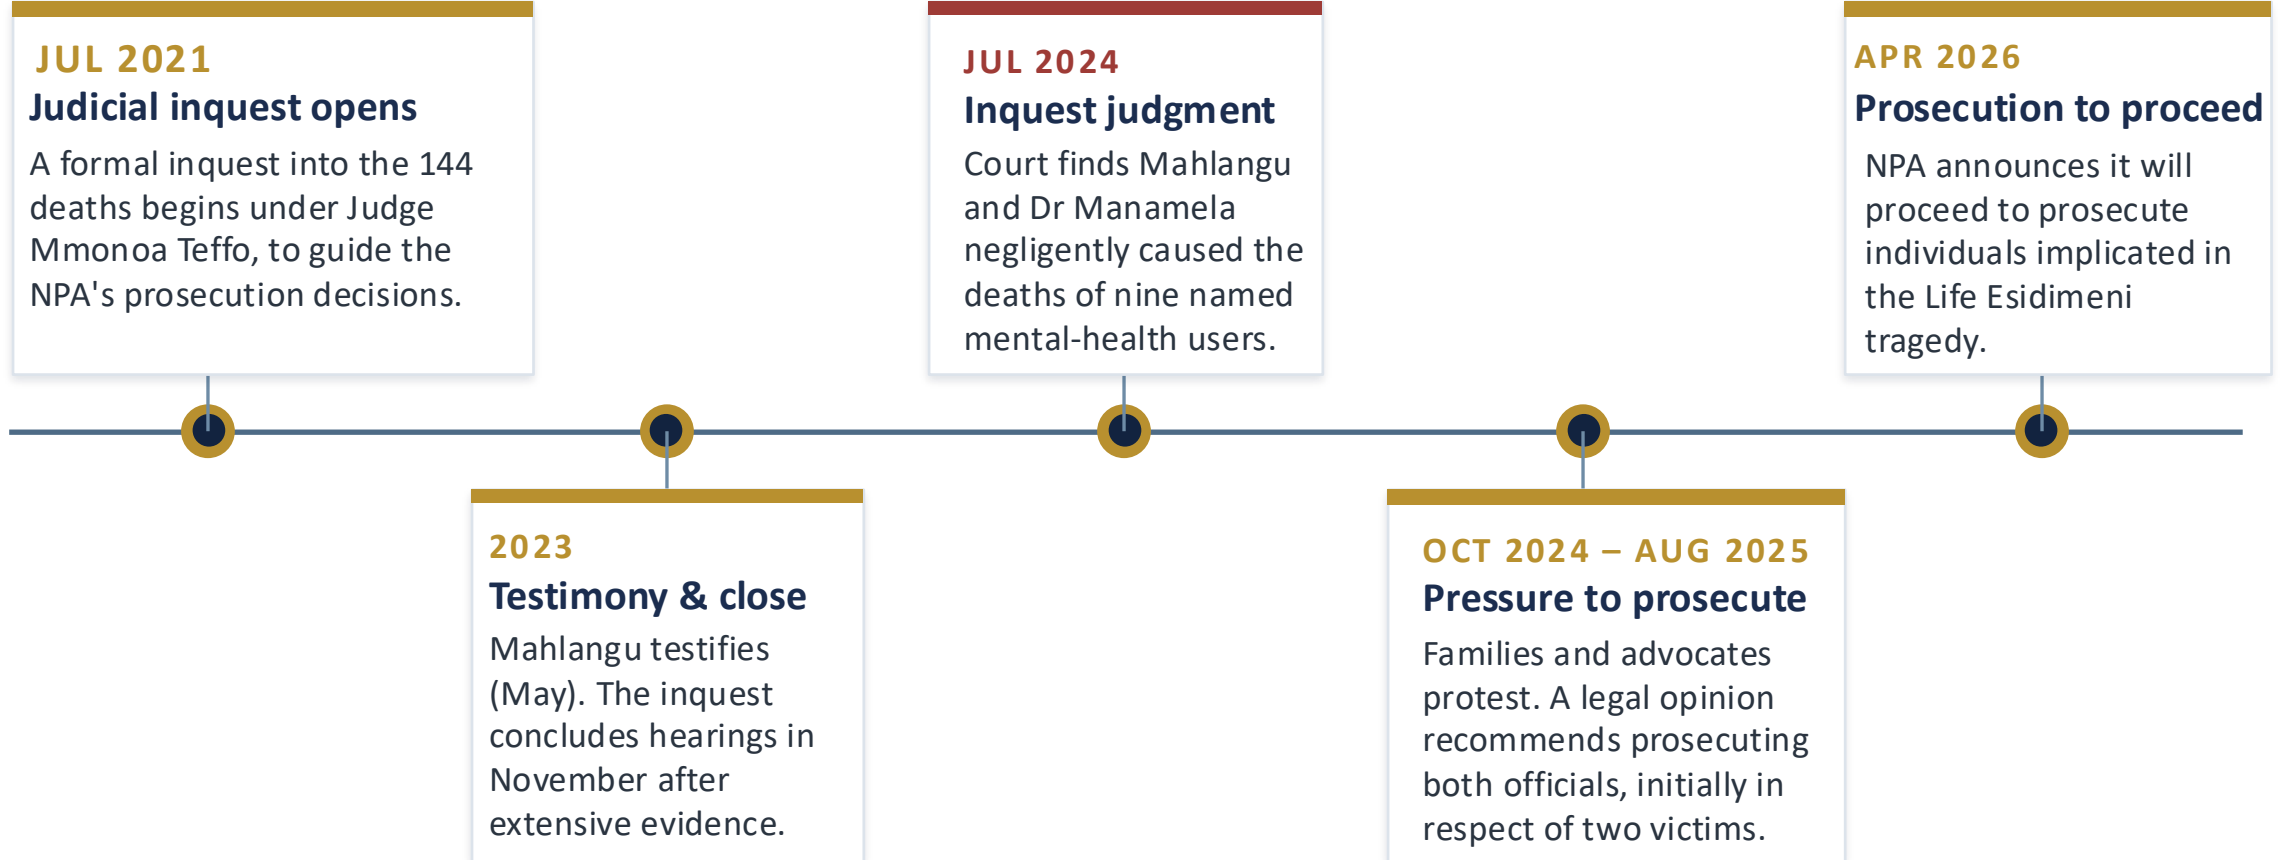 JUL 2021
Judicial inquest opens
A formal inquest into the 144
deaths begins under Judge
Mmonoa Teffo, to guide the
NPA's prosecution decisions.
2023
Testimony & close
Mahlangu testifies
(May). The inquest
concludes hearings in
November after
extensive evidence.
JUL 2024
Inquest judgment
Court finds Mahlangu
and Dr Manamela
negligently caused the
deaths of nine named
mental-health users.
OCT 2024 – AUG 2025
Pressure to prosecute
Families and advocates
protest. A legal opinion
recommends prosecuting
both officials, initially in
respect of two victims.
APR 2026
Prosecution to proceed
NPA announces it will
proceed to prosecute
individuals implicated in
the Life Esidimeni
tragedy.